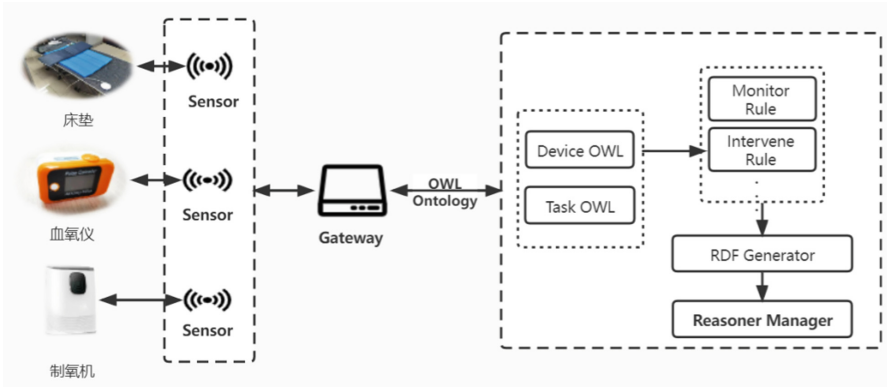 床垫
Sensor
血氧仪
Sensor
制氧机
Sensor
Gateway
OWL
Ontology
Device OWL
Task OWL
Monitor
Rule
Intervene
Rule
RDF Generator
Reasoner Manager